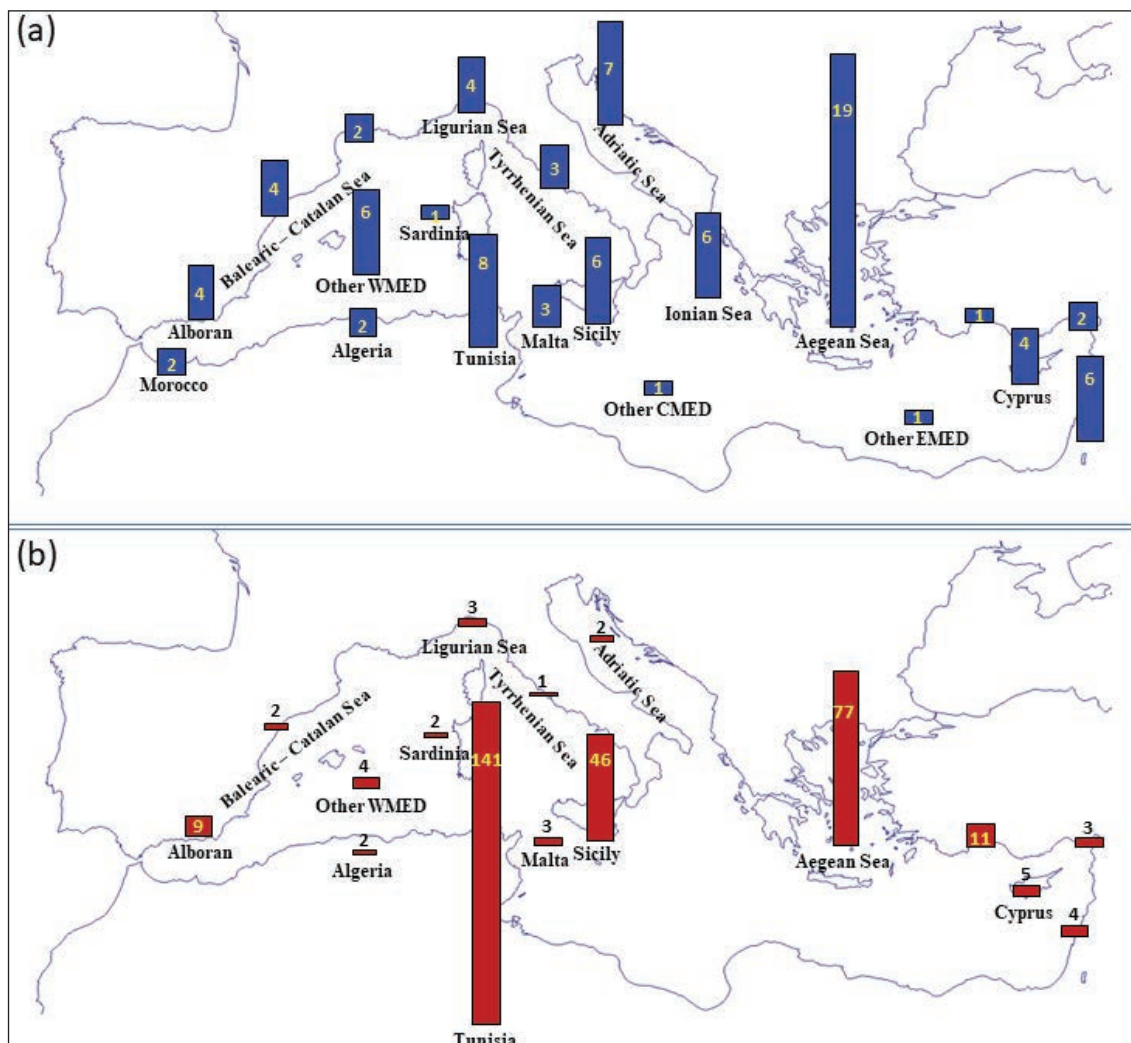 (a)
4
7
Ligurian Sea
2
Adriatic Sea
19
3
Tyrrhenian Sea
4
Balearic – Catalan Sea
6
1
Sardinia
6
8
6
4
Other WMED
3
Ionian Sea
Alboran
2
Malta
Sicily
Aegean Sea
1
2
4
Algeria
Tunisia
2
Morocco
1
Other CMED
Cyprus
6
1
Other EMED
(b)
3
Ligurian Sea
2
Adriatic Sea
1
Tyrrhenian Sea
2
Balearic – Catalan Sea
2
Sardinia
141
46
77
4
Other WMED
9
Alboran
2
Algeria
3
Malta
Sicily
Aegean Sea
11
3
5
Cyprus
4
Tunisia